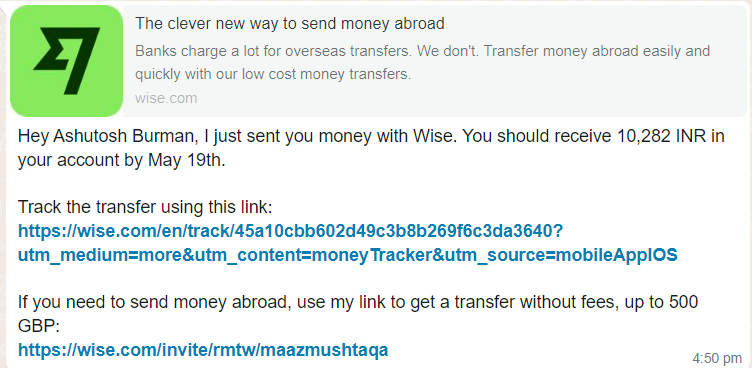 The clever new way to send money abroad
Banks charge a lot for overseas transfers. We don't. Transfer money abroad easily and
quickly with our low cost money transfers.
wise.com
Hey Ashutosh Burman, I just sent you money with Wise. You should receive 10,282 INR in
your account by May 19th.
Track the transfer using this link:
https://wise.com/en/track/45a10cbb602d49c3b8b269f6c3da3640?
utm_medium=more&utm_content=moneyTracker&utm_source=mobileAppIOS
If you need to send money abroad, use my link to get a transfer without fees, up to 500
GBP:
https://wise.com/invite/rmtw/maazmushtaqa
4:50 pm